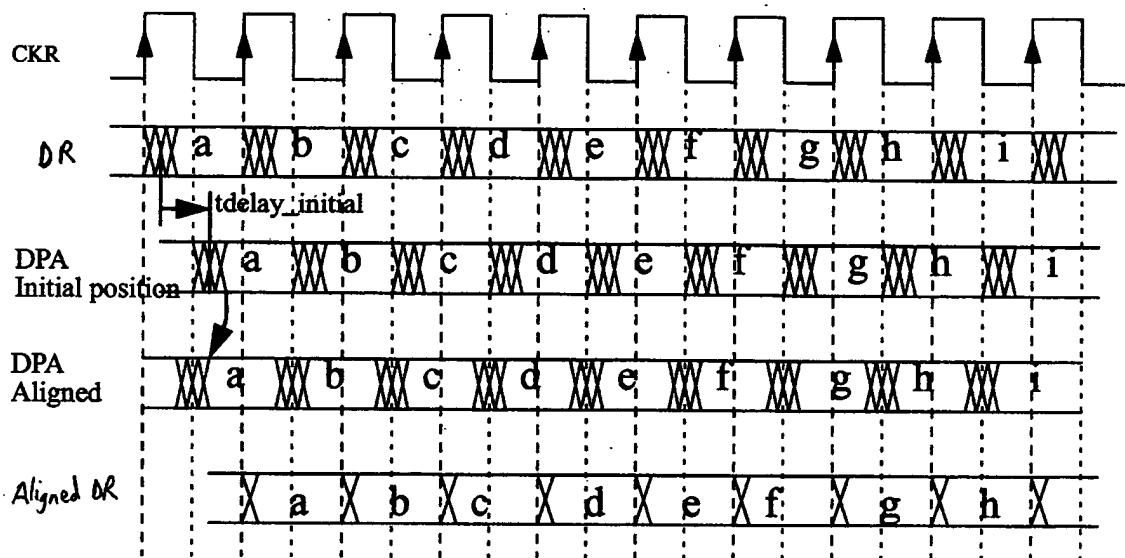 CKR
DR a b c d e f g h i
tdelay_initial
DPA
Initial position
a b c d e f g h i
DPA
Aligned
a b c d e f g h i
Aligned DR
a b c d e f g h